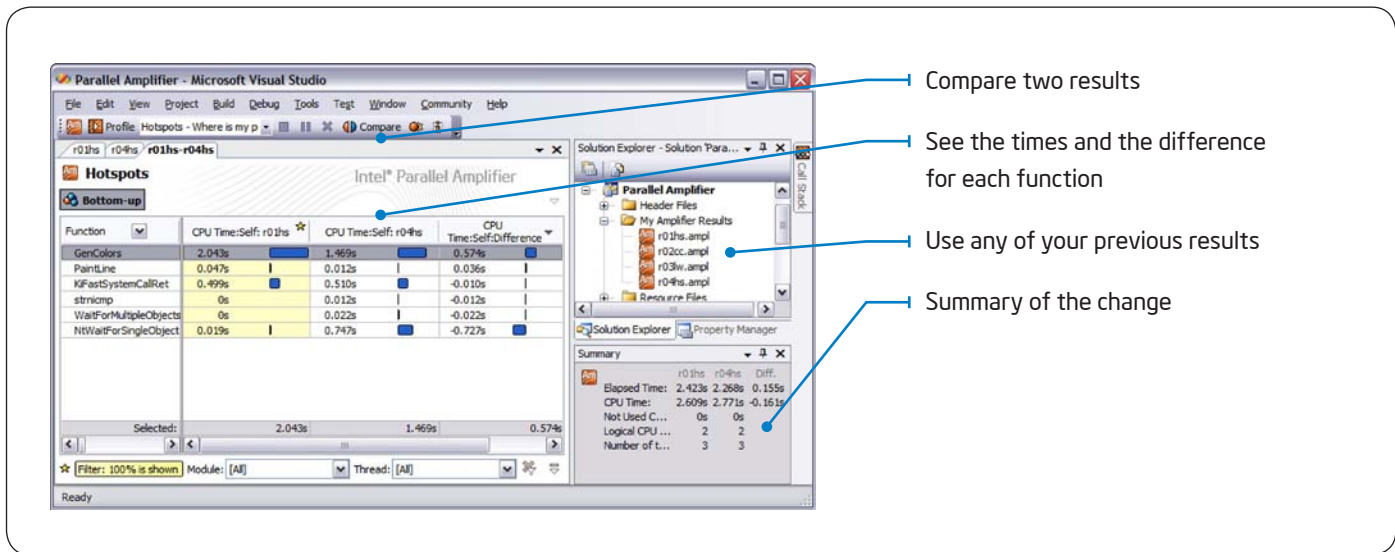 Parallel Amplifier - Microsoft Visual Studio
File Edit View Project Build Debug Tools Test Window Community Help
Profile Hotspots - Where is my p Compare
r01hs r04hs r01hs-r04hs
Hotspots
Intel® Parallel Amplifier
Bottom-up
Function CPU Time:Self: r01hs CPU Time:Self: r04hs CPU Time:Self:Difference
GenColors 2.043s 1.469s 0.574s
PaintLine 0.047s 0.012s 0.036s
KiFastSystemCallRet 0.499s 0.510s -0.010s
strnicmp 0s 0.012s -0.012s
WaitForMultipleObjects 0s 0.022s -0.022s
NtWaitForSingleObject 0.019s 0.747s -0.727s
Selected: 2.043s 1.469s 0.574s
Filter: 100% is shown Module: [All] Thread: [All]
Ready
Solution Explorer - Solution 'Para...
Parallel Amplifier
Header Files
My Amplifier Results
r01hs.ampl
r02cc.ampl
r03lw.ampl
r04hs.ampl
Resource Files
Solution Explorer Property Manager
Call Stack
Summary
r01hs r04hs Diff.
Elapsed Time: 2.423s 2.268s 0.155s
CPU Time: 2.609s 2.771s -0.161s
Not Used C... 0s 0s
Logical CPU ... 2 2
Number of t... 3 3
Compare two results
See the times and the difference
for each function
Use any of your previous results
Summary of the change